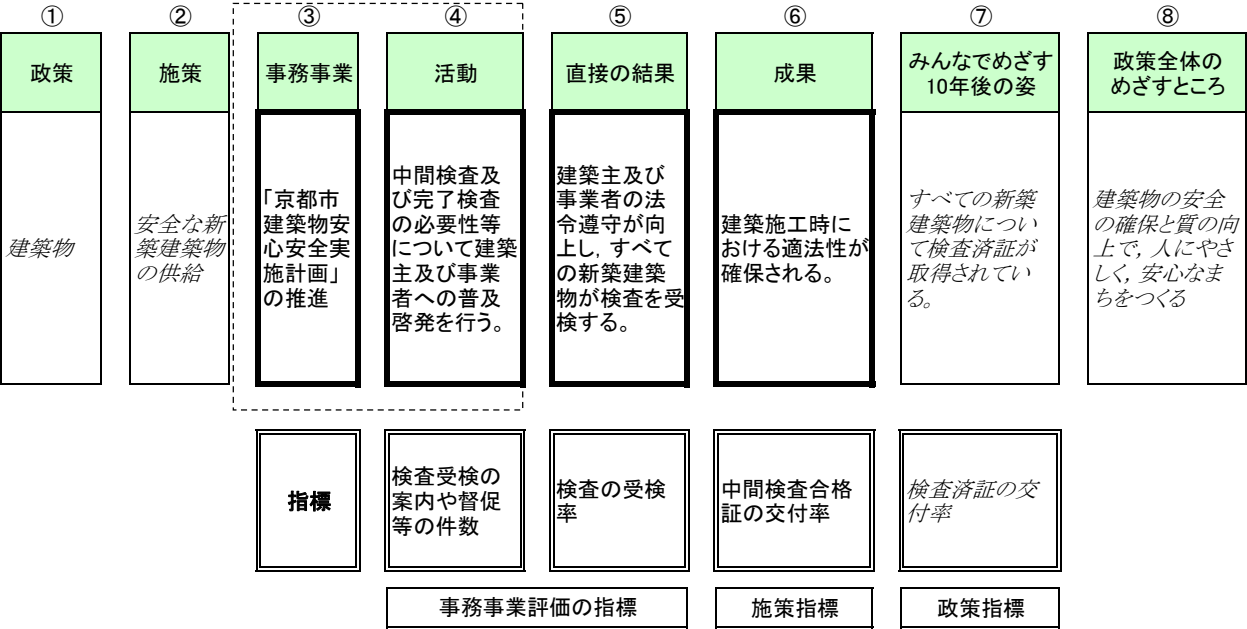 ① ② ③ ④ ⑤ ⑥ ⑦ ⑧
政策
施策
事務事業
活動
直接の結果
成果
みんなでめざす
10年後の姿
政策全体の
めざすところ
建築物
安全な新
築建築物
の供給
「京都市
建築物安
心安全実
施計画」
の推進
中間検査及
び完了検査
の必要性等
について建築
主及び事業
者への普及
啓発を行う。
建築主及び
事業者の法
令遵守が向
上し，すべて
の新築建築
物が検査を受
検する。
建築施工時に
おける適法性が
確保される。
すべての新築
建築物につい
て検査済証が
取得されてい
る。
建築物の安全
の確保と質の向
上で，人にやさ
しく，安心なま
ちをつくる
指標
検査受検の
案内や督促
等の件数
検査の受検
率
中間検査合格
証の交付率
検査済証の交
付率
事務事業評価の指標
施策指標
政策指標